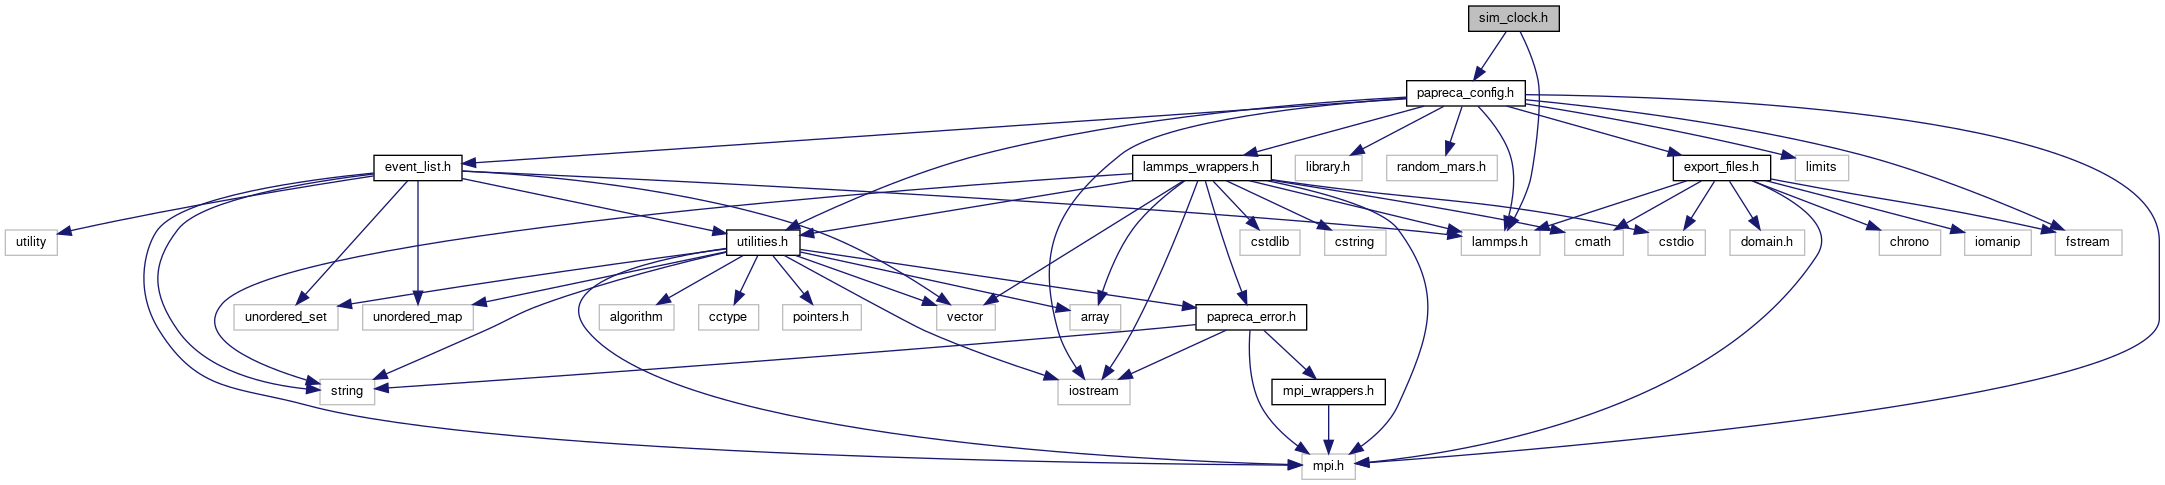 sim_clock.h
papreca_config.h
event_list.h
lammps_wrappers.h
library.h
random_mars.h
export_files.h
limits
utility
utilities.h
cstdlib
cstring
lammps.h
cmath
cstdio
domain.h
chrono
iomanip
fstream
unordered_set
unordered_map
algorithm
cctype
pointers.h
vector
array
papreca_error.h
string
iostream
mpi_wrappers.h
mpi.h